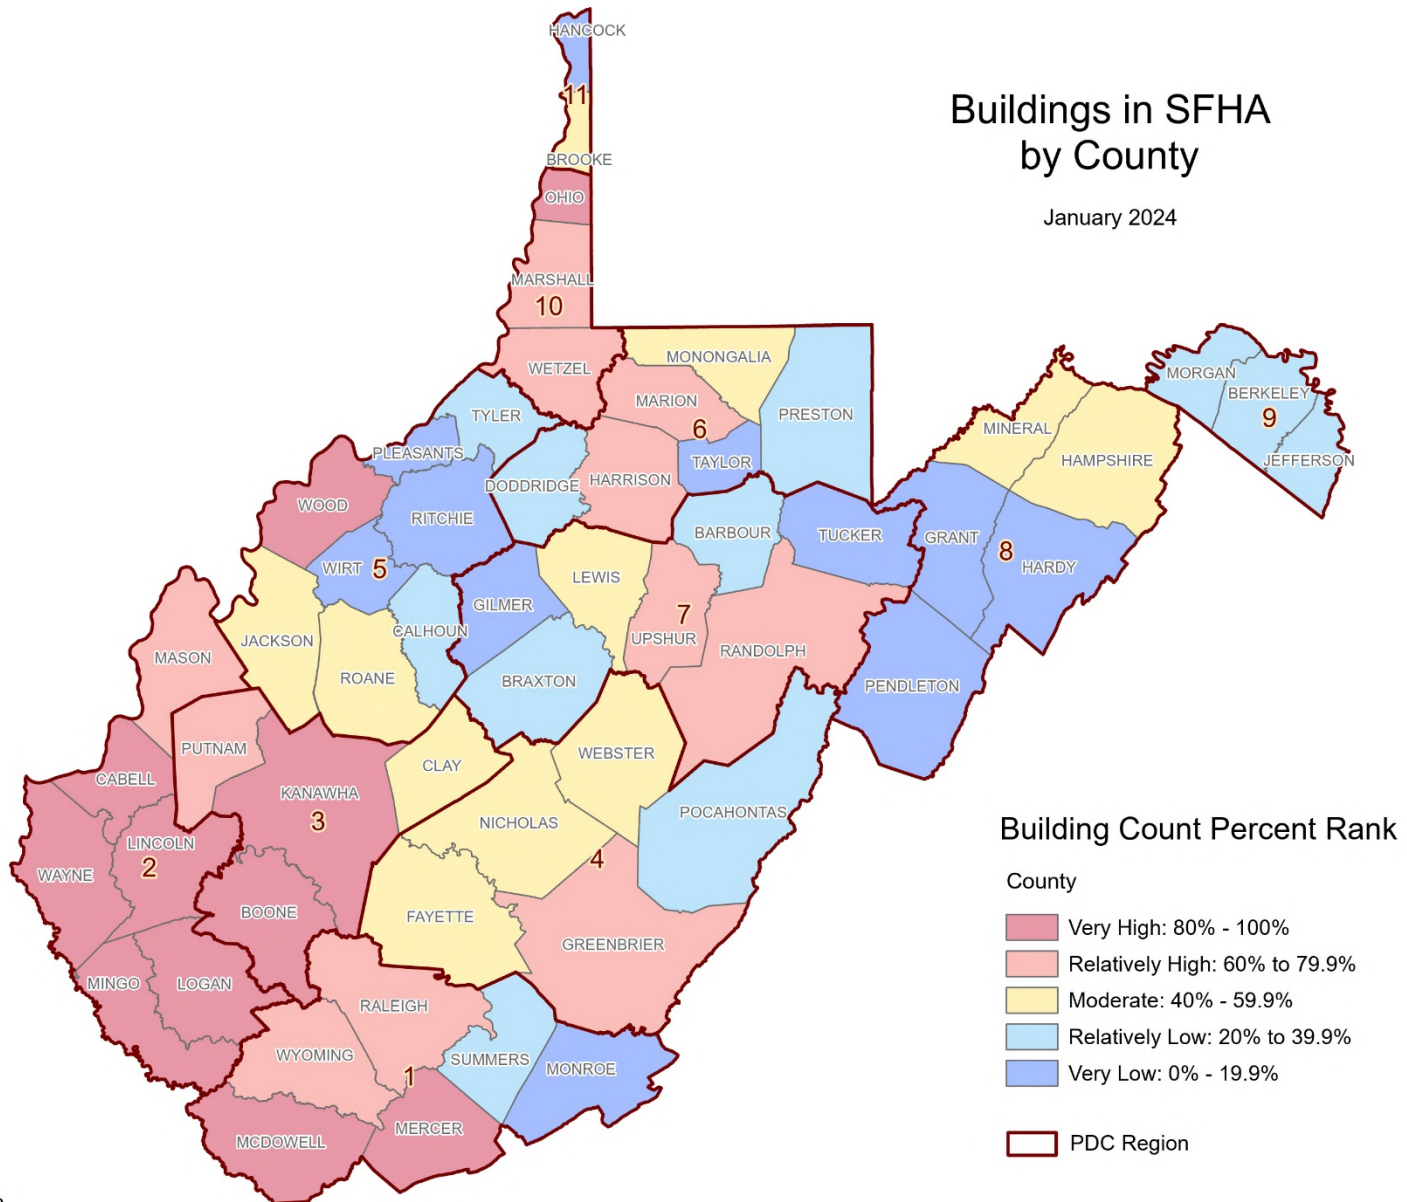 HANCOCK
11
BROOKE
OHIO
MARSHALL
10
WETZEL
Buildings in SFHA
by County
January 2024
MONONGALIA
MARION
6
PRESTON
TYLER
PLEASANTS
TAYLOR
DODDRIDGE
HARRISON
WOOD
RITCHIE
MINERAL
HAMPSHIRE
MORGAN
BERKELEY
9
JEFFERSON
BARBOUR
TUCKER
GRANT
8
HARDY
WIRT
5
LEWIS
GILMER
7
CALHOUN
UPSHUR
JACKSON
RANDOLPH
MASON
ROANE
BRAXTON
PENDLETON
PUTNAM
WEBSTER
CLAY
CABELL
KANAWHA
3
POCAHONTAS
NICHOLAS
LINCOLN
2
4
WAYNE
BOONE
FAYETTE
GREENBRIER
MINGO
LOGAN
RALEIGH
WYOMING
SUMMERS
MONROE
1
MERCER
MCDOWELL
Building Count Percent Rank
County
Very High: 80% - 100%
Relatively High: 60% to 79.9%
Moderate: 40% - 59.9%
Relatively Low: 20% to 39.9%
Very Low: 0% - 19.9%
PDC Region